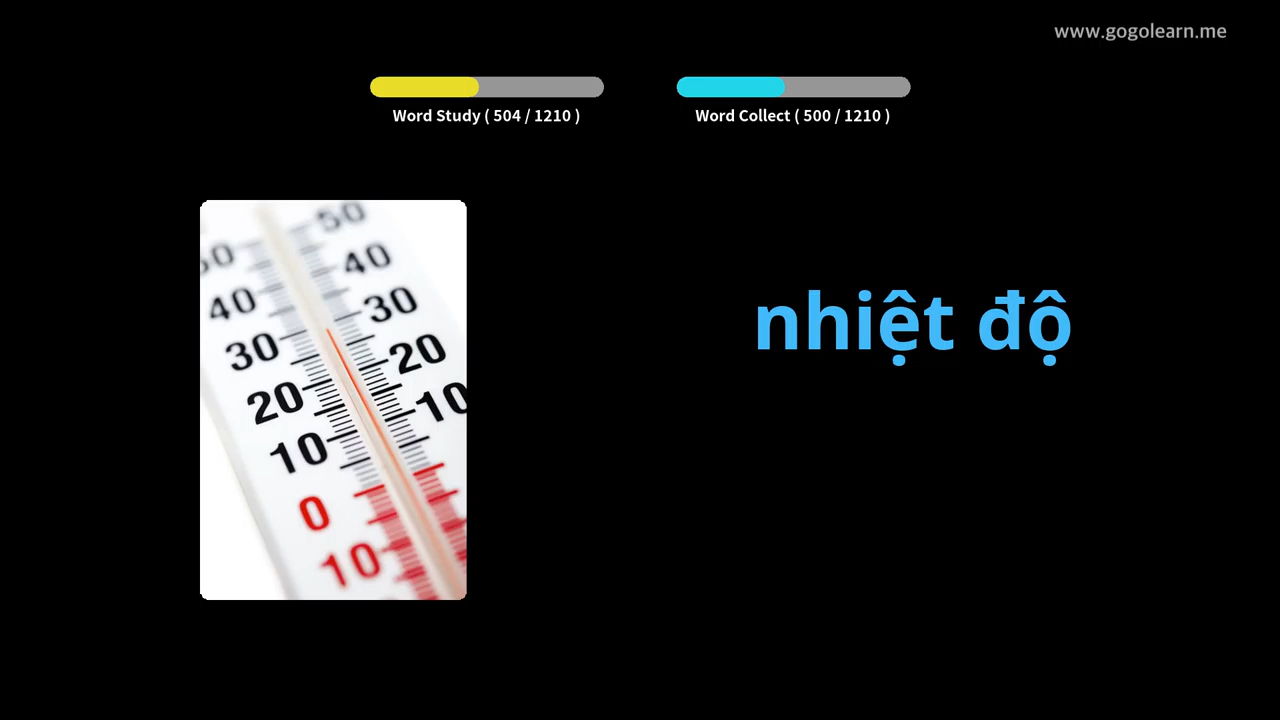 www.gogolearn.me
Word Study ( 504 / 1210 )
Word Collect ( 500 / 1210 )
nhiệt độ
50
40 40
30 30
20 20
10 10
0
10